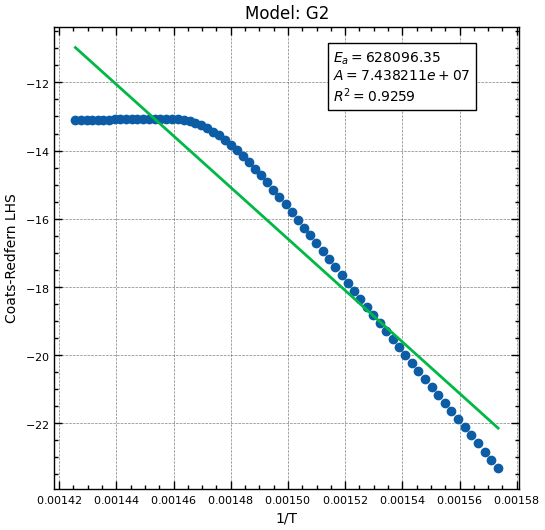 Model: G2
E_a = 628096.35
A = 7.438211e + 07
R^2 = 0.9259
Coats-Redfern LHS
−12
−14
−16
−18
−20
−22
0.00142 0.00144 0.00146 0.00148 0.00150 0.00152 0.00154 0.00156 0.00158
1/T